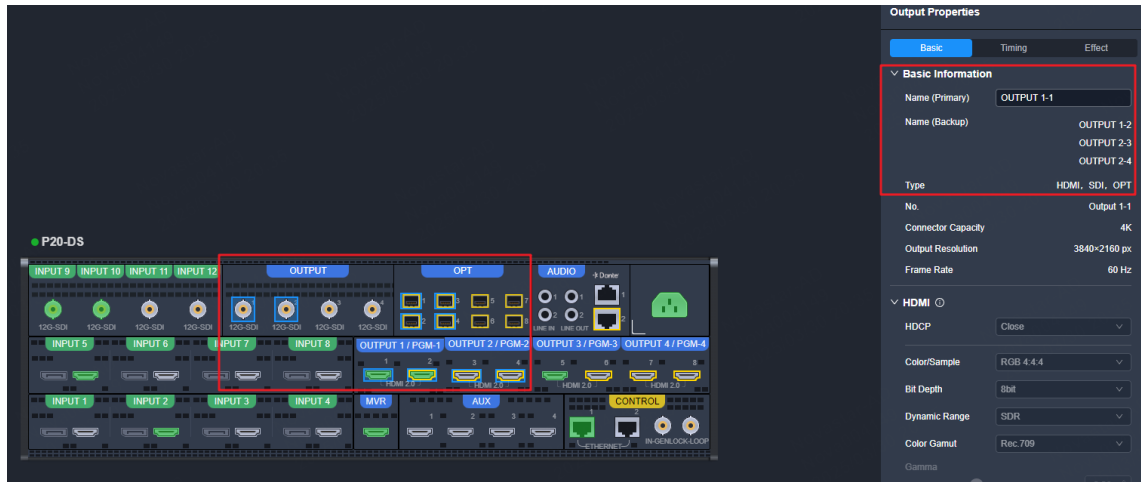 Output Properties
Basic Timing Effect
Basic Information
Name (Primary) OUTPUT 1-1
Name (Backup) OUTPUT 1-2
OUTPUT 2-3
OUTPUT 2-4
Type HDMI, SDI, OPT
No. Output 1-1
Connector Capacity 4K
Output Resolution 3840×2160 px
Frame Rate 60 Hz
HDMI
HDCP Close
Color/Sample RGB 4:4:4
Bit Depth 8bit
Dynamic Range SDR
Color Gamut Rec.709
Gamma
P20-DS
INPUT 9 INPUT 10 INPUT 11 INPUT 12 OUTPUT OPT AUDIO Dante
1 2 3 4 1 3 5 7 1 1 1
12G-SDI 12G-SDI 12G-SDI 12G-SDI 12G-SDI 12G-SDI 12G-SDI 12G-SDI 2 4 6 8 2 2 2
LINE IN LINE OUT
INPUT 5 INPUT 6 INPUT 7 INPUT 8 OUTPUT 1 / PGM-1 OUTPUT 2 / PGM-2 OUTPUT 3 / PGM-3 OUTPUT 4 / PGM-4
1 2 3 4 5 6 7 8
HDMI 2.0 HDMI 2.0 HDMI 2.0 HDMI 2.0
INPUT 1 INPUT 2 INPUT 3 INPUT 4 MVR AUX CONTROL
1 2 3 4 1 2
ETHERNET IN-GENLOCK-LOOP